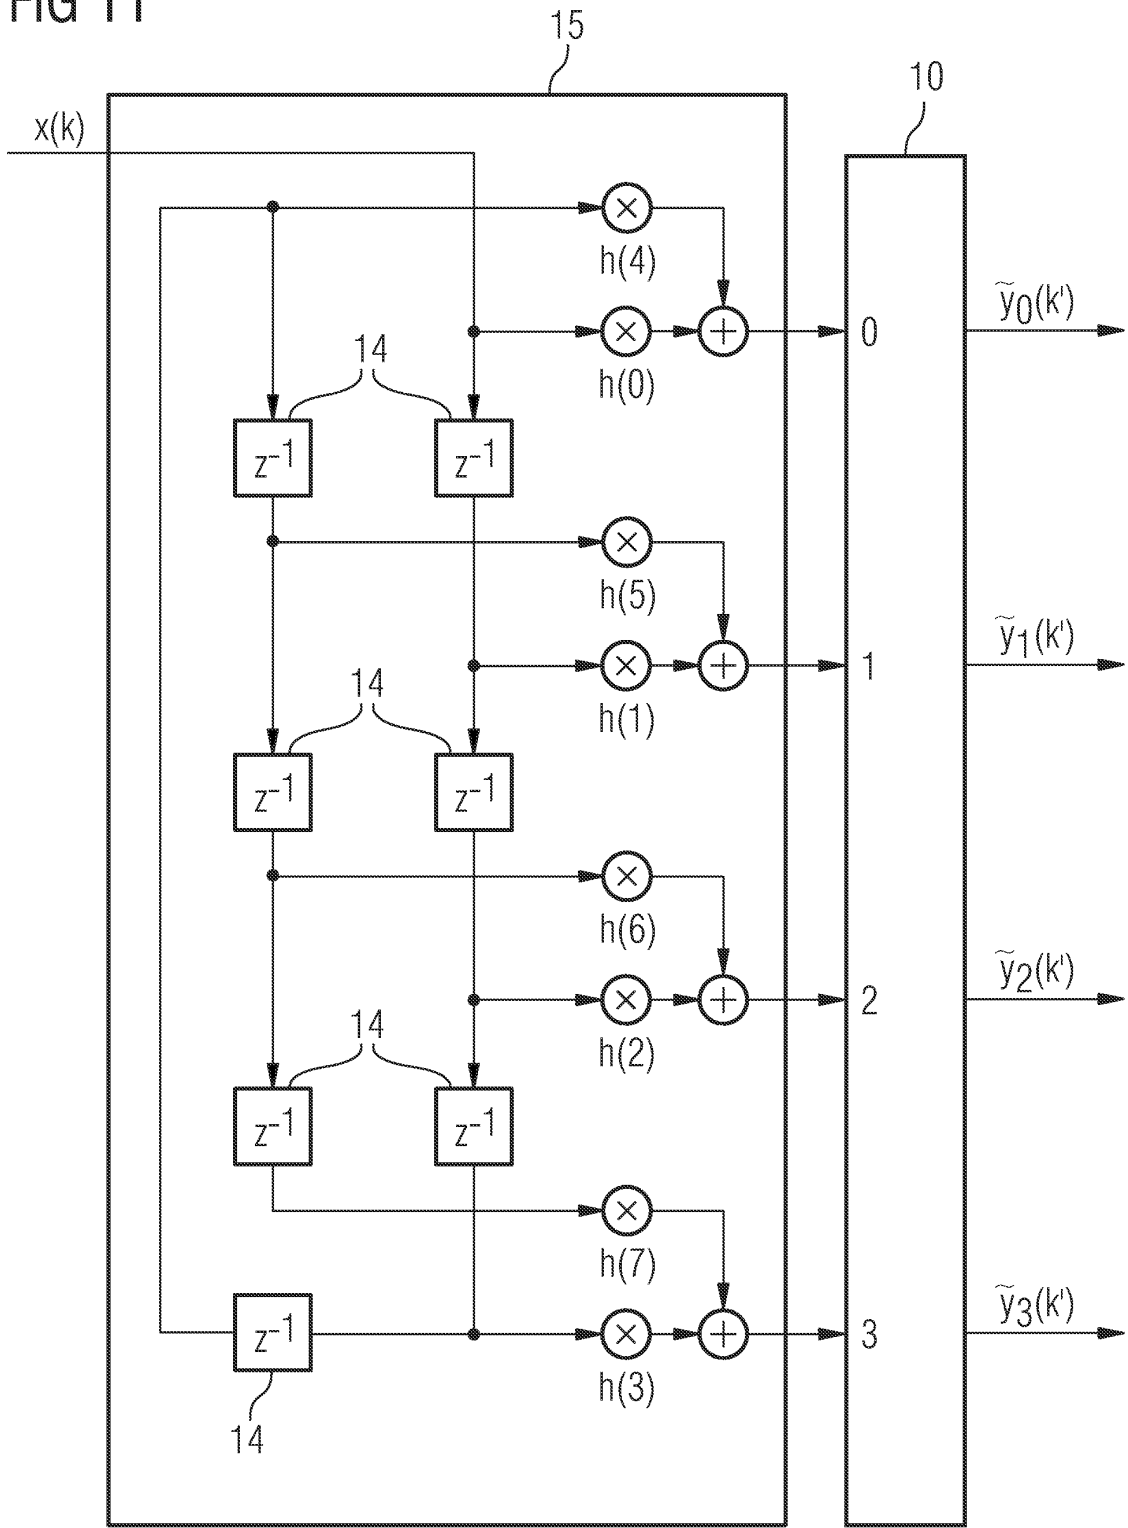 FIG 11
15
10
x(k)
h(4)
ỹ0(k')
0
h(0)
14
z⁻¹ z⁻¹
h(5)
ỹ1(k')
1
h(1)
14
z⁻¹ z⁻¹
h(6)
ỹ2(k')
2
h(2)
14
z⁻¹ z⁻¹
h(7)
ỹ3(k')
z⁻¹
3
h(3)
14